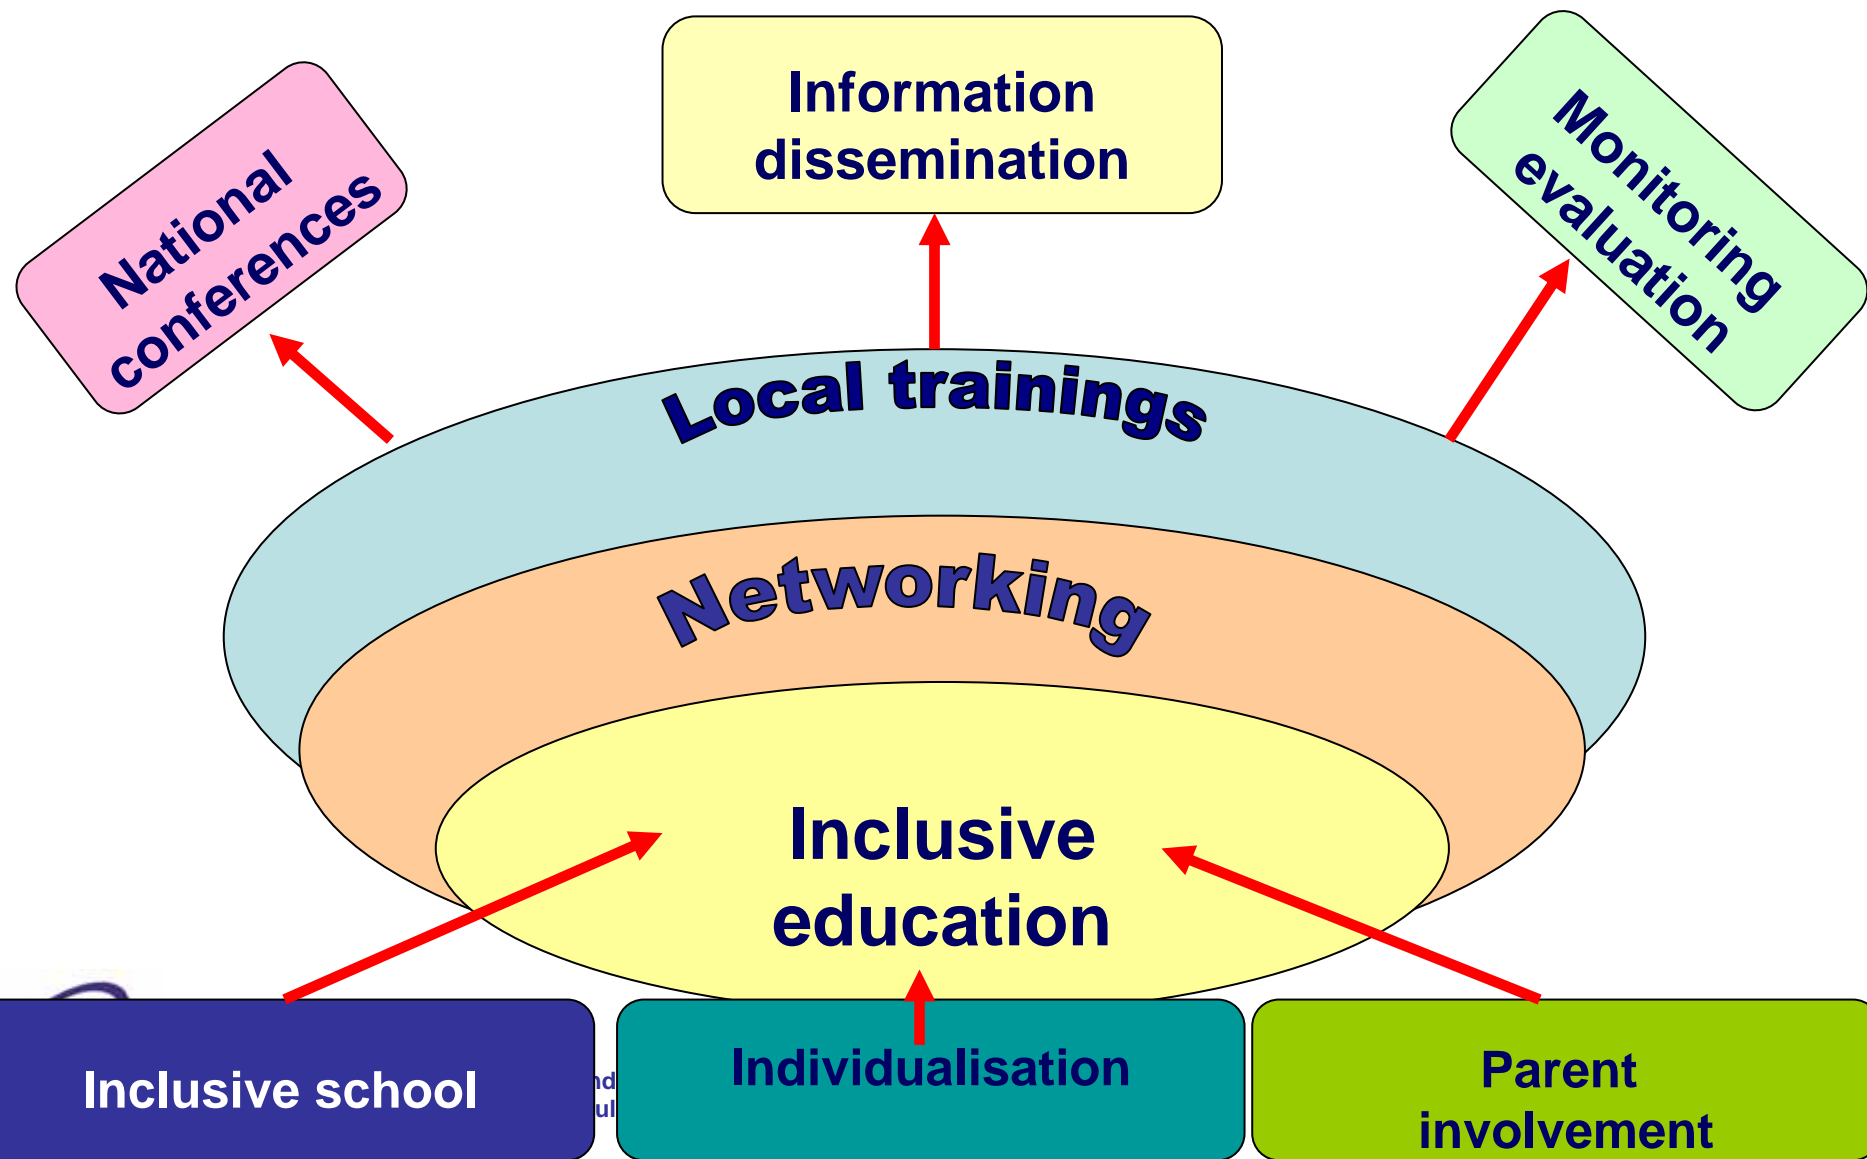 National
conferences
Information
dissemination
Monitoring
evaluation
Local trainings
Networking
Inclusive
education
Inclusive school
Individualisation
Parent
involvement